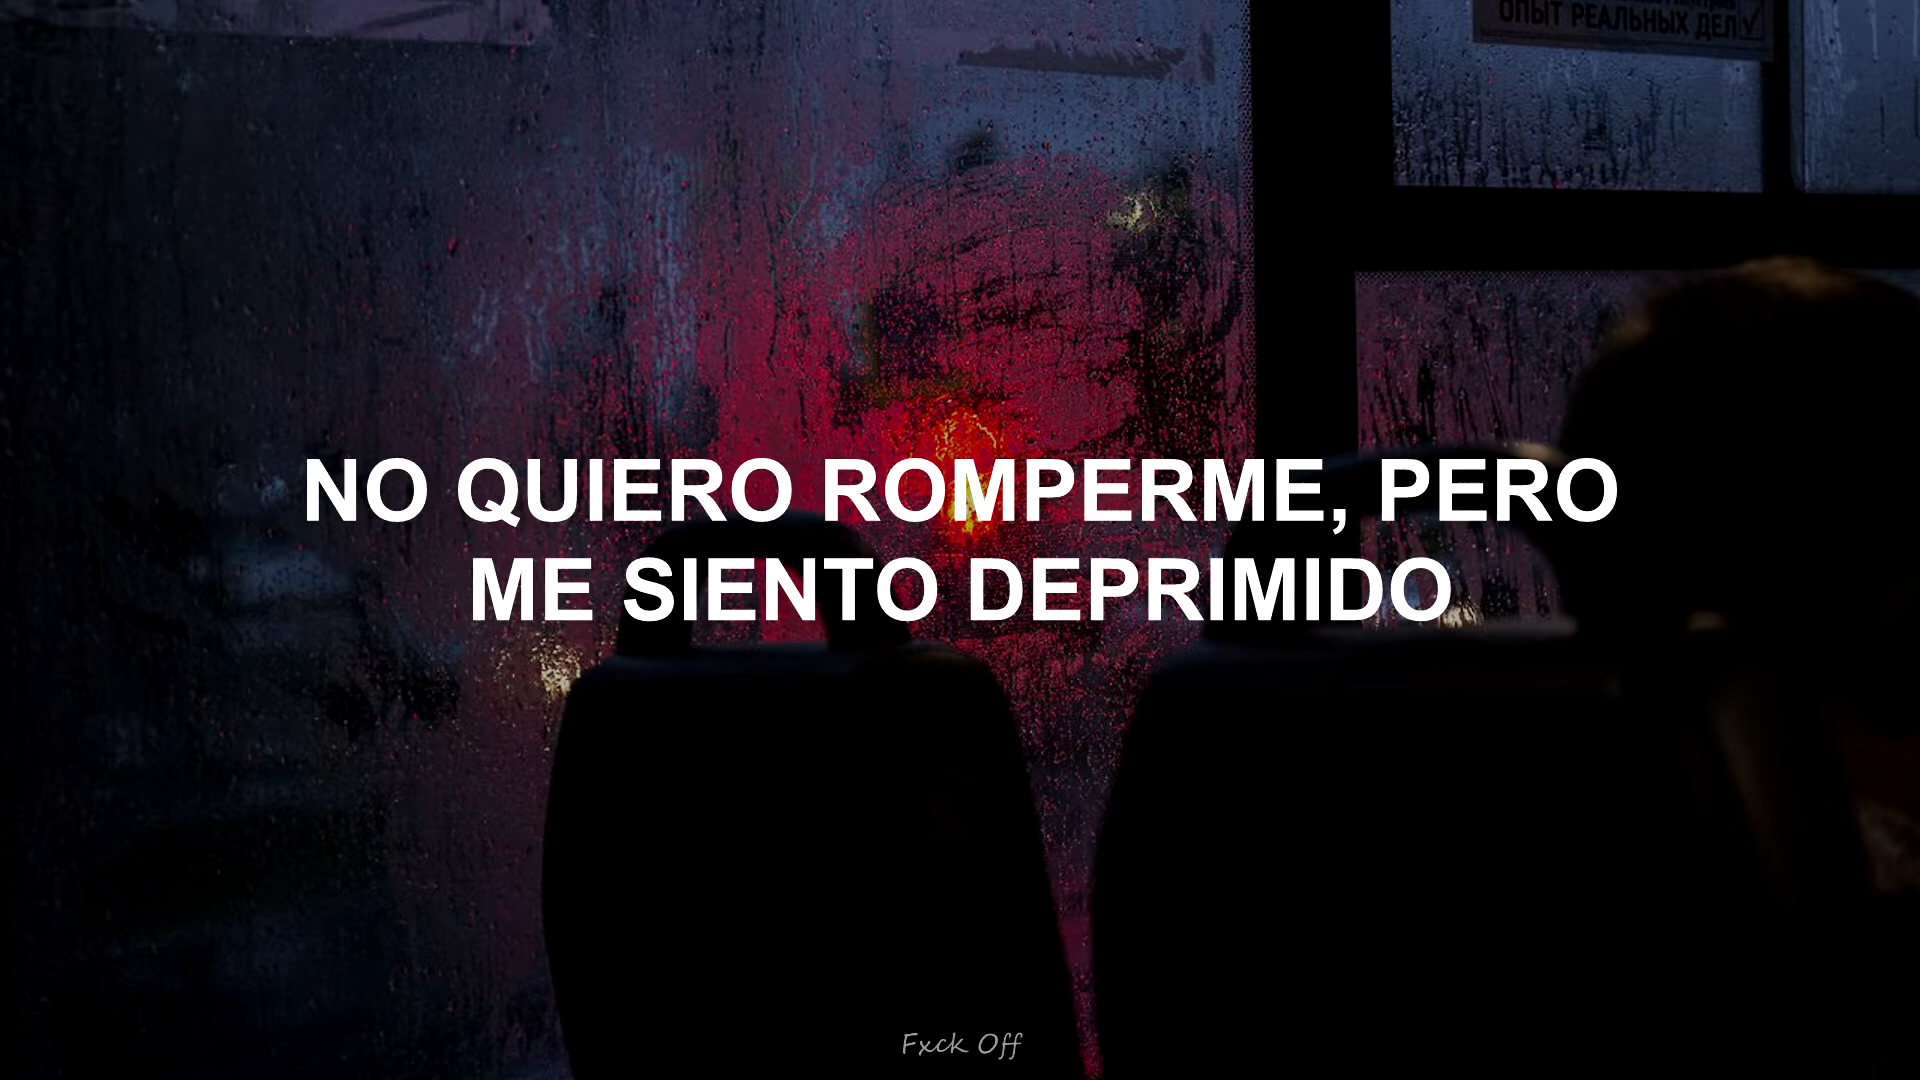 ОПЫТ РЕАЛЬНЫХ ДЕЛ
NO QUIERO ROMPERME, PERO
ME SIENTO DEPRIMIDO
Fxck Off